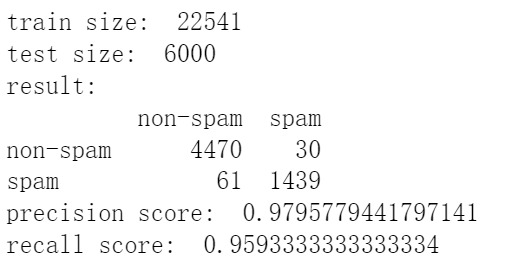 train size:  22541
test size:  6000
result:
          non-spam  spam
non-spam      4470    30
spam            61  1439
precision score:  0.9795779441797141
recall score:  0.9593333333333334